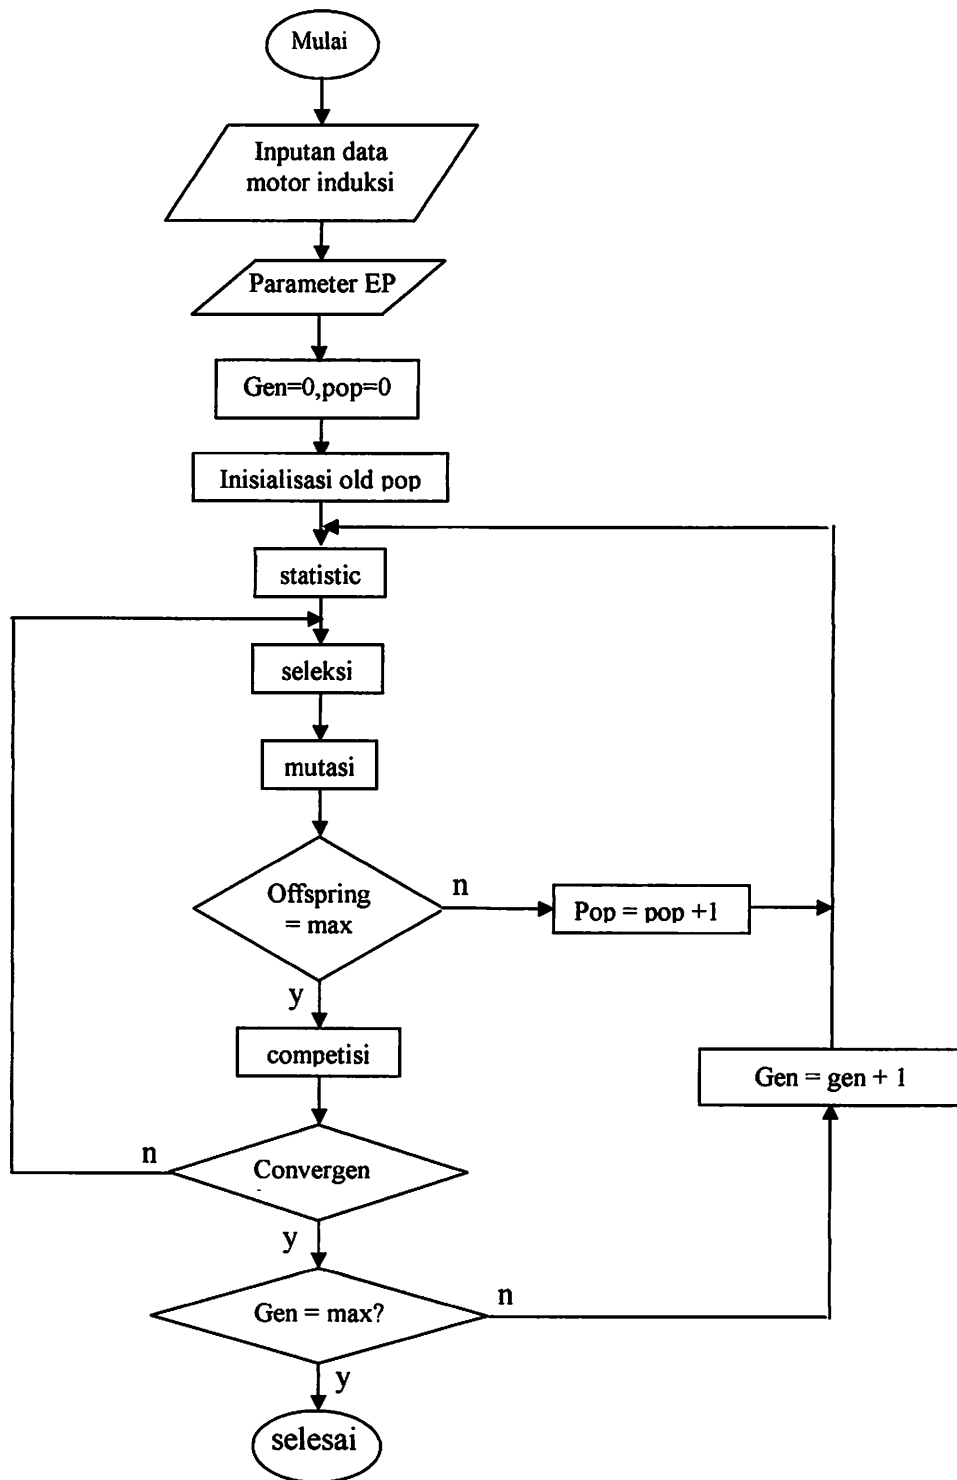 Mulai
Inputan data
motor induksi
Parameter EP
Gen=0,pop=0
Inisialisasi old pop
statistic
seleksi
mutasi
Offspring
= max
n
Pop = pop +1
y
competisi
Gen = gen + 1
n
Convergen
y
Gen = max?
n
y
selesai